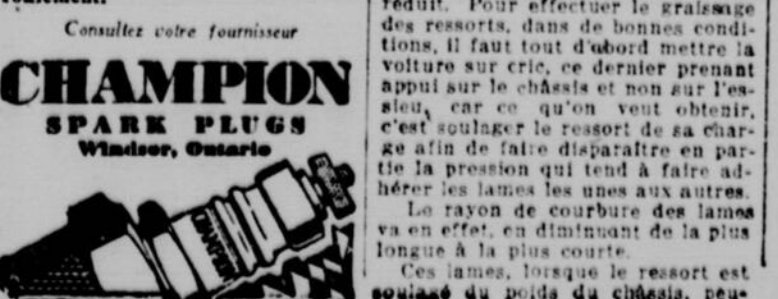 Consultez votre fournisseur
CHAMPION
SPARK PLUGS
Windsor, Ontario
CHAMPION
réduit. Pour effectuer le graissage
des ressorts, dans de bonnes condi-
tions, il faut tout d'abord mettre la
voiture sur cric, ce dernier prenant
appui sur le châssis et non sur l'es-
sieu, car ce qu'on veut obtenir,
c'est soulager le ressort de sa char-
ge afin de faire disparaître en par-
tie la pression qui tend à faire ad-
hérer les lames les unes aux autres.
Le rayon de courbure des lames
va en effet, en diminuant de la plus
longue à la plus courte.
Ces lames, lorsque le ressort est
soulagé du poids du châssis, peu-